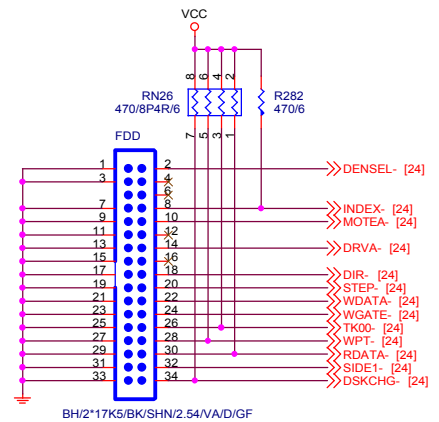 VCC
8 6 4 2
RN26
470/8P4R/6
R282
470/6
7 5 3 1
FDD
1 2 DENSEL- [24]
3 4
6
7 8 INDEX- [24]
9 10 MOTEA- [24]
11 12
13 14 DRVA- [24]
15 16
17 18 DIR- [24]
19 20 STEP- [24]
21 22 WDATA- [24]
23 24 WGATE- [24]
25 26 TK00- [24]
27 28 WPT- [24]
29 30 RDATA- [24]
31 32 SIDE1- [24]
33 34 DSKCHG- [24]
BH/2*17K5/BK/SHN/2.54/VA/D/GF